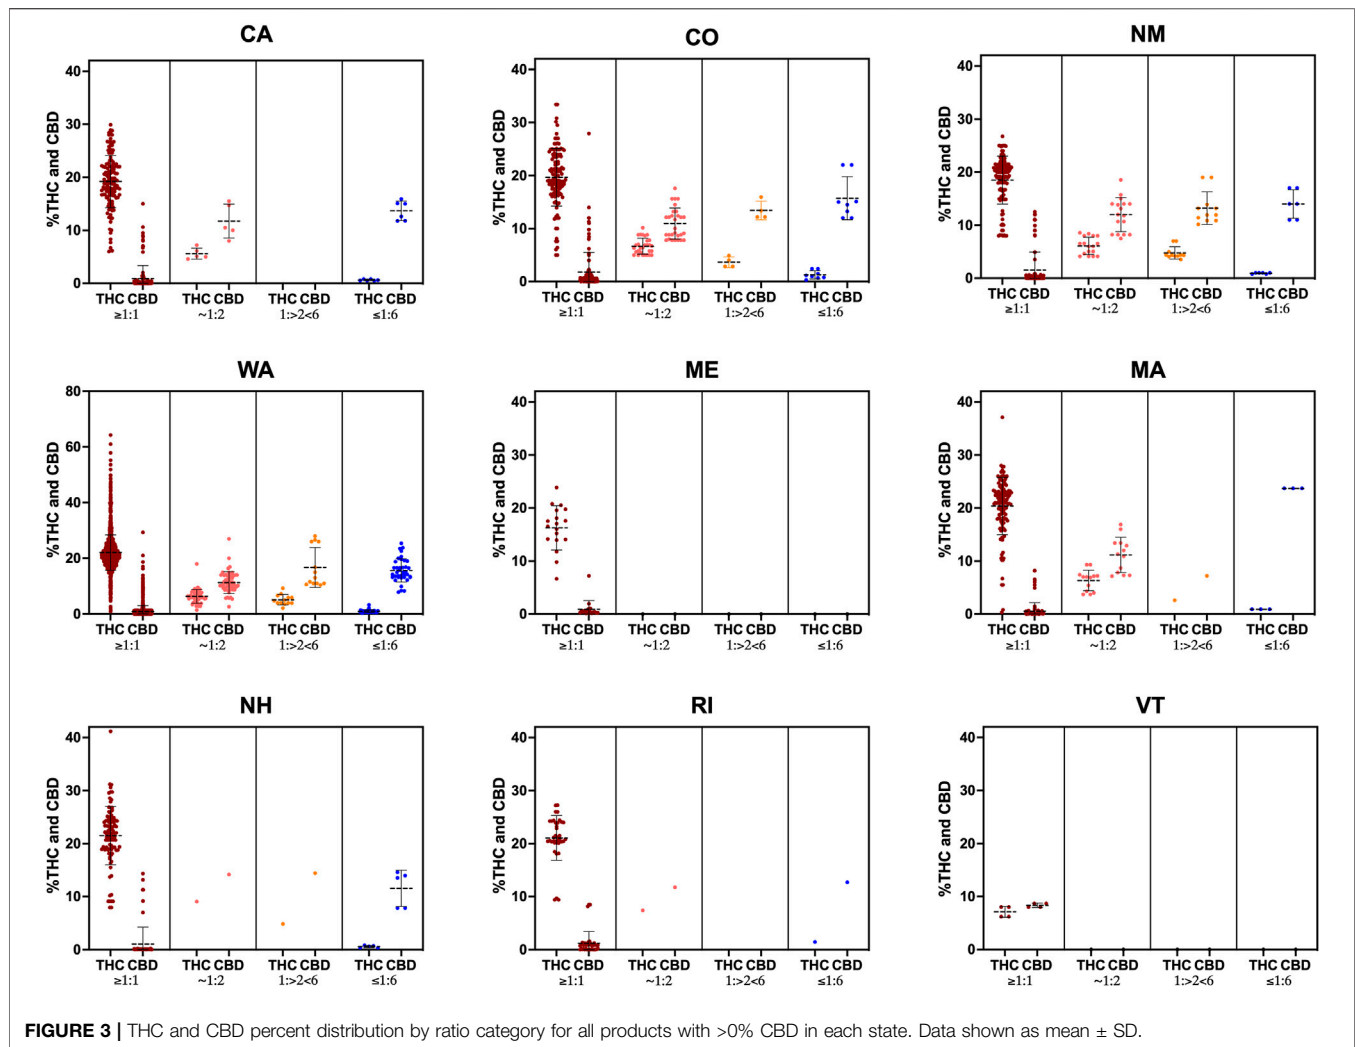 CA
%THC and CBD
40
30
20
10
0
THC CBD THC CBD THC CBD THC CBD
≥1:1 ~1:2 1:>2<6 ≤1:6
CO
%THC and CBD
40
30
20
10
0
THC CBD THC CBD THC CBD THC CBD
≥1:1 ~1:2 1:>2<6 ≤1:6
NM
%THC and CBD
40
30
20
10
0
THC CBD THC CBD THC CBD THC CBD
≥1:1 ~1:2 1:>2<6 ≤1:6
WA
%THC and CBD
80
60
40
20
0
THC CBD THC CBD THC CBD THC CBD
≥1:1 ~1:2 1:>2<6 ≤1:6
ME
%THC and CBD
40
30
20
10
0
THC CBD THC CBD THC CBD THC CBD
≥1:1 ~1:2 1:>2<6 ≤1:6
MA
%THC and CBD
40
30
20
10
0
THC CBD THC CBD THC CBD THC CBD
≥1:1 ~1:2 1:>2<6 ≤1:6
NH
%THC and CBD
40
30
20
10
0
THC CBD THC CBD THC CBD THC CBD
≥1:1 ~1:2 1:>2<6 ≤1:6
RI
%THC and CBD
40
30
20
10
0
THC CBD THC CBD THC CBD THC CBD
≥1:1 ~1:2 1:>2<6 ≤1:6
VT
%THC and CBD
40
30
20
10
0
THC CBD THC CBD THC CBD THC CBD
≥1:1 ~1:2 1:>2<6 ≤1:6
FIGURE 3 | THC and CBD percent distribution by ratio category for all products with >0% CBD in each state. Data shown as mean ± SD.